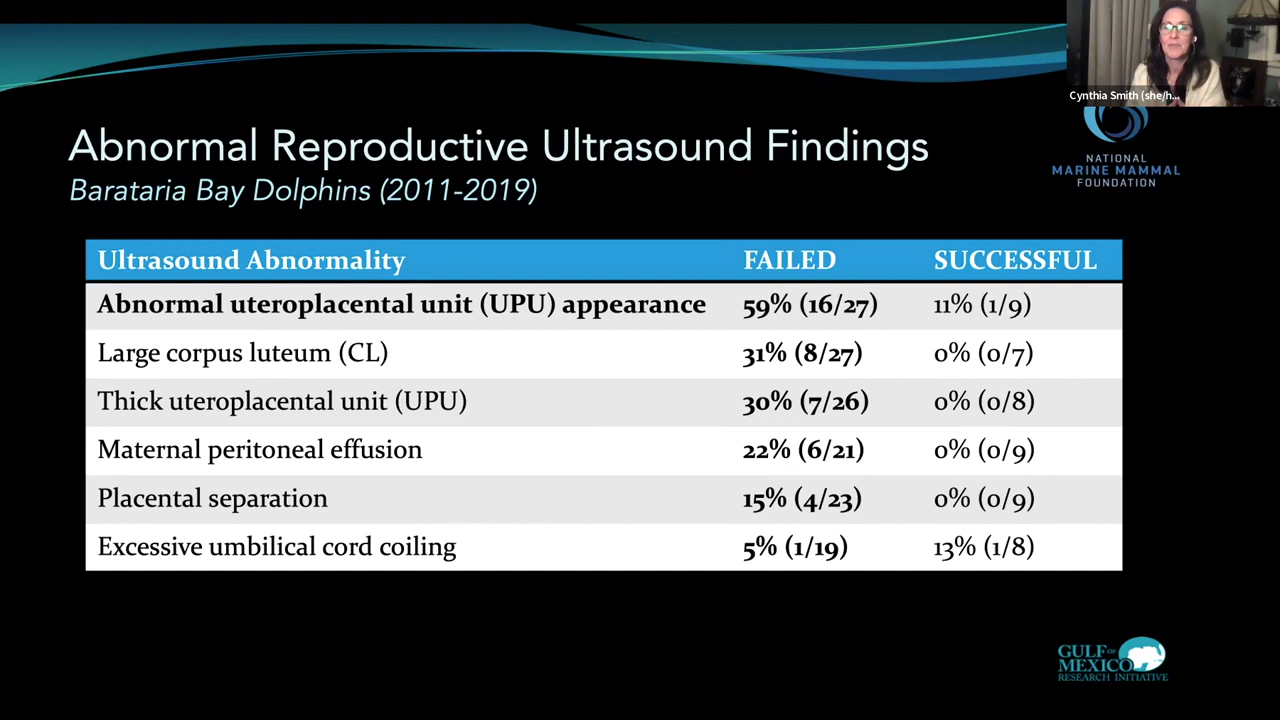 Cynthia Smith (she/h...
Abnormal Reproductive Ultrasound Findings
Barataria Bay Dolphins (2011-2019)
NATIONAL
MARINE MAMMAL
FOUNDATION
Ultrasound Abnormality FAILED SUCCESSFUL
Abnormal uteroplacental unit (UPU) appearance 59% (16/27) 11% (1/9)
Large corpus luteum (CL) 31% (8/27) 0% (0/7)
Thick uteroplacental unit (UPU) 30% (7/26) 0% (0/8)
Maternal peritoneal effusion 22% (6/21) 0% (0/9)
Placental separation 15% (4/23) 0% (0/9)
Excessive umbilical cord coiling 5% (1/19) 13% (1/8)
GULF OF
MEXICO
RESEARCH INITIATIVE